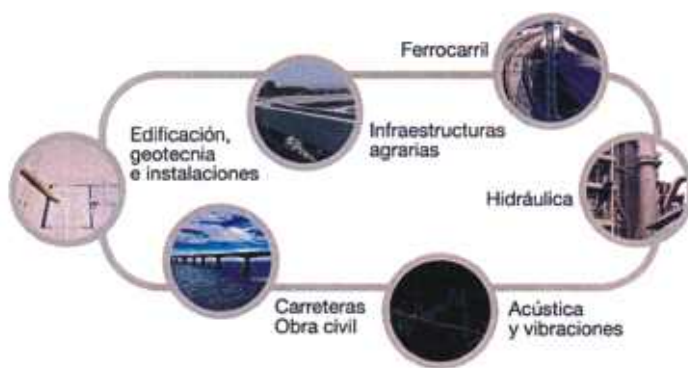 Ferrocarril
Edificación,
geotecnia
e instalaciones
Infraestructuras
agrarias
Hidráulica
Carreteras
Obra civil
Acústica
y vibraciones